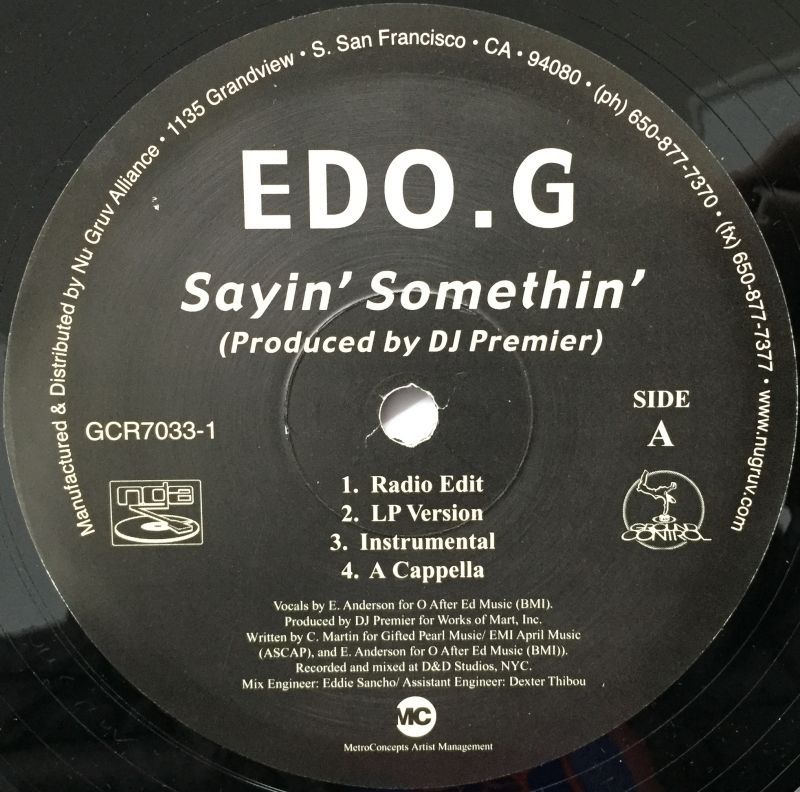 Manufactured & Distributed by Nu Gruv Alliance • 1135 Grandview • S. San Francisco • CA • 94080 • (ph) 650-877-7370 • (fx) 650-877-7377 • www.nugruv.com
EDO.G
Sayin' Somethin'
(Produced by DJ Premier)
GCR7033-1
SIDE
A
nda
GROUND
CONTROL
1. Radio Edit
2. LP Version
3. Instrumental
4. A Cappella
Vocals by E. Anderson for O After Ed Music (BMI).
Produced by DJ Premier for Works of Mart, Inc.
Written by C. Martin for Gifted Pearl Music/ EMI April Music
(ASCAP), and E. Anderson for O After Ed Music (BMI)).
Recorded and mixed at D&D Studios, NYC.
Mix Engineer: Eddie Sancho/ Assistant Engineer: Dexter Thibou
MC
MetroConcepts Artist Management